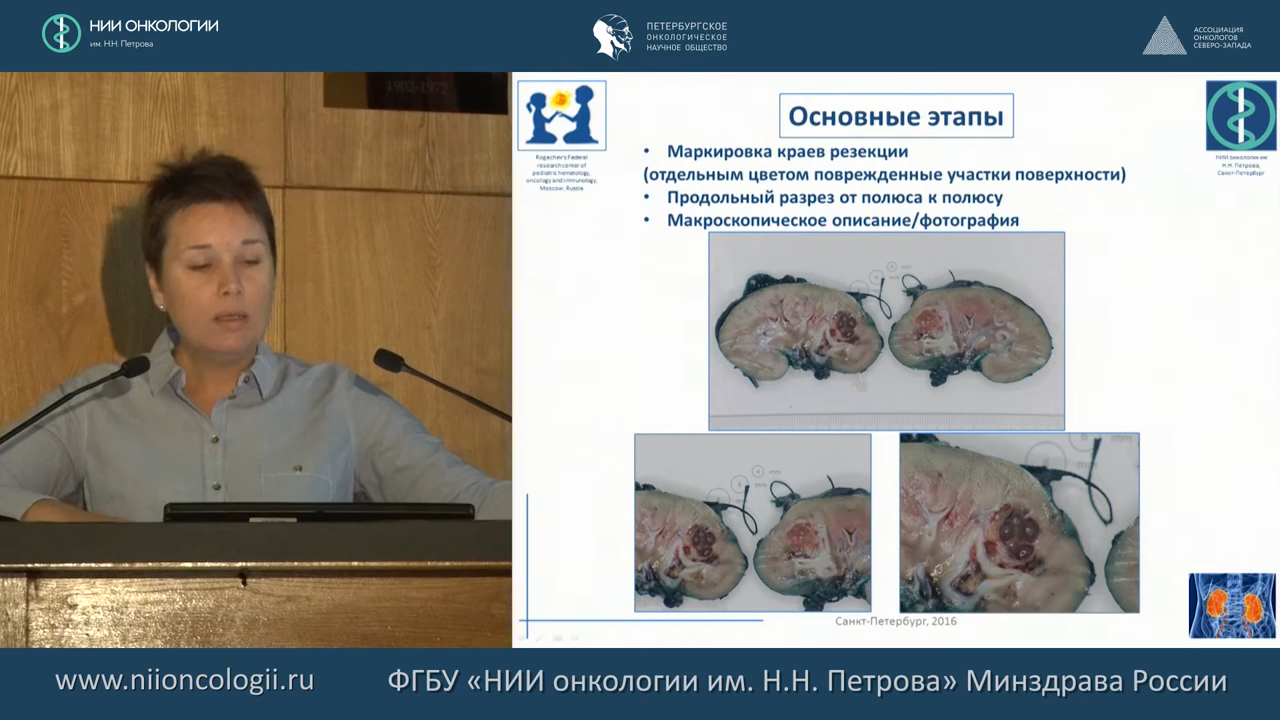 НИИ ОНКОЛОГИИ
им. Н.Н. Петрова
ПЕТЕРБУРГСКОЕ
ОНКОЛОГИЧЕСКОЕ
НАУЧНОЕ ОБЩЕСТВО
АССОЦИАЦИЯ
ОНКОЛОГОВ
СЕВЕРО-ЗАПАДА
1902-1972
Rogachev's Federal
research center of
pediatric hematology,
oncology and immunology,
Moscow, Russia
Основные этапы
НИИ онкологии им
Н.Н. Петрова,
Санкт-Петербург
• Маркировка краев резекции
(отдельным цветом поврежденные участки поверхности)
• Продольный разрез от полюса к полюсу
• Макроскопическое описание/фотография
Санкт-Петербург, 2016
www.niioncologii.ru
ФГБУ «НИИ онкологии им. Н.Н. Петрова» Минздрава России